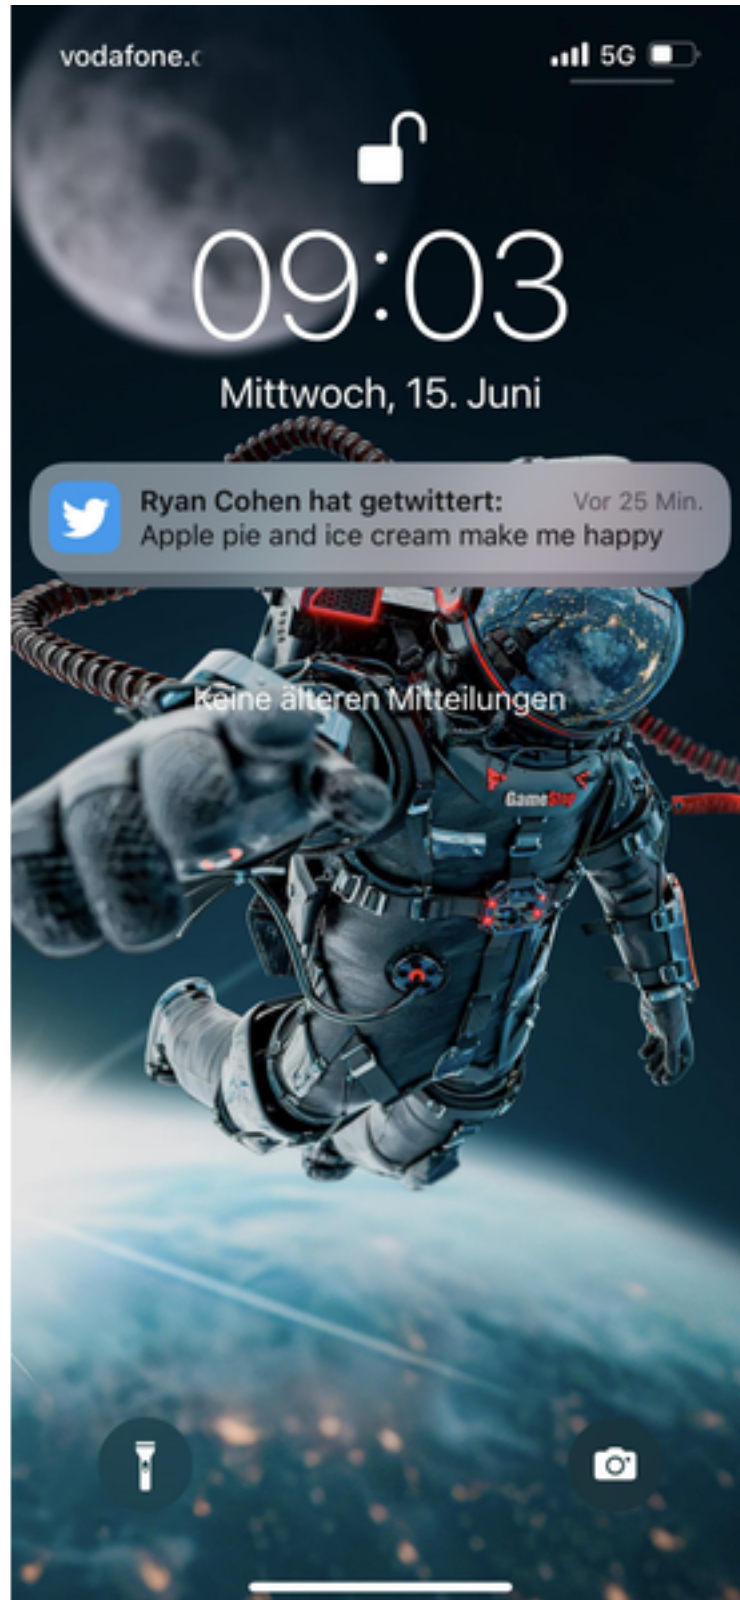 vodafone.c
5G
09:03
Mittwoch, 15. Juni
Ryan Cohen hat getwittert:
Vor 25 Min.
Apple pie and ice cream make me happy
Keine älteren Mitteilungen
GameStop